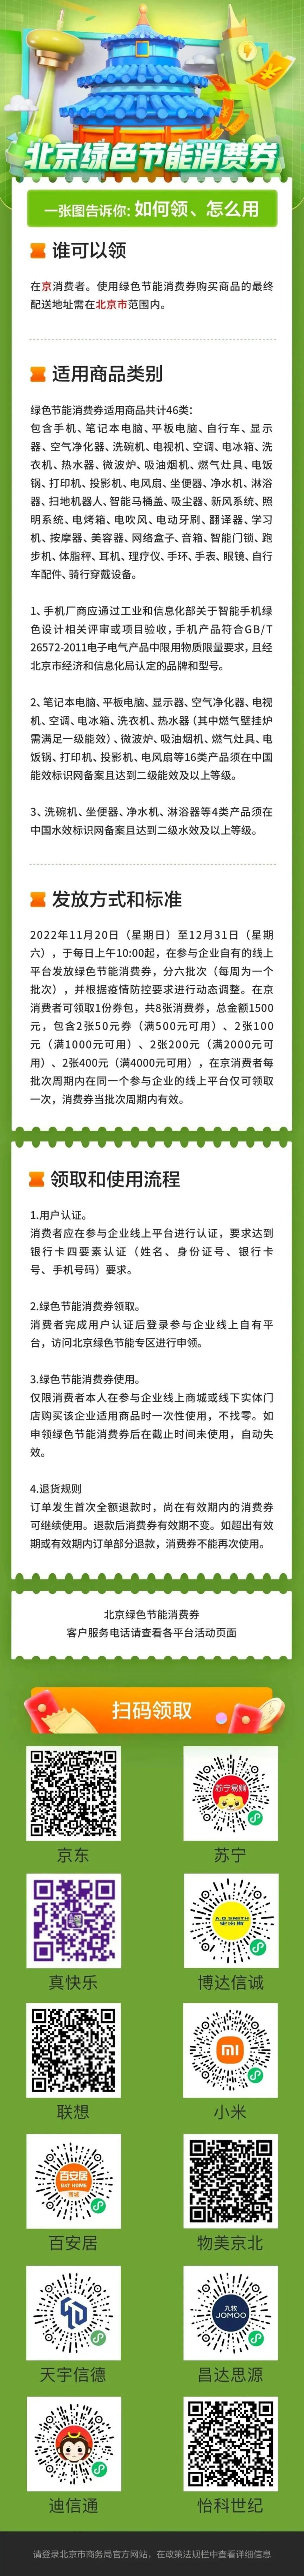 北京绿色节能消费券
一张图告诉你：如何领、怎么用
谁可以领
在京消费者。使用绿色节能消费券购买商品的最终
配送地址需在北京市范围内。
适用商品类别
绿色节能消费券适用商品共计46类：
包含手机、笔记本电脑、平板电脑、自行车、显示
器、空气净化器、洗碗机、电视机、空调、电冰箱、洗
衣机、热水器、微波炉、吸油烟机、燃气灶具、电饭
锅、打印机、投影机、电风扇、坐便器、净水机、淋浴
器、扫地机器人、智能马桶盖、吸尘器、新风系统、照
明系统、电烤箱、电吹风、电动牙刷、翻译器、学习
机、按摩器、美容器、网络盒子、音箱、智能门锁、跑
步机、体脂秤、耳机、理疗仪、手环、手表、眼镜、自行
车配件、骑行穿戴设备。
1、手机厂商应通过工业和信息化部关于智能手机绿
色设计相关评审或项目验收，手机产品符合GB/T
26572-2011电子电气产品中限用物质限量要求，且经
北京市经济和信息化局认定的品牌和型号。
2、笔记本电脑、平板电脑、显示器、空气净化器、电视
机、空调、电冰箱、洗衣机、热水器（其中燃气壁挂炉
需满足一级能效）、微波炉、吸油烟机、燃气灶具、电
饭锅、打印机、投影机、电风扇等16类产品须在中国
能效标识网备案且达到二级能效及以上等级。
3、洗碗机、坐便器、净水机、淋浴器等4类产品须在
中国水效标识网备案且达到二级水效及以上等级。
发放方式和标准
2022年11月20日（星期日）至12月31日（星期
六），于每日上午10:00起，在参与企业自有的线上
平台发放绿色节能消费券，分六批次（每周为一个
批次），并根据疫情防控要求进行动态调整。在京
消费者可领取1份券包，共8张消费券，总金额1500
元，包含2张50元券（满500元可用）、2张100
元（满1000元可用）、2张200元（满2000元可
用）、2张400元（满4000元可用），在京消费者每
批次周期内在同一个参与企业的线上平台仅可领取
一次，消费券当批次周期内有效。
领取和使用流程
1.用户认证。
消费者应在参与企业线上平台进行认证，要求达到
银行卡四要素认证（姓名、身份证号、银行卡
号、手机号码）要求。
2.绿色节能消费券领取。
消费者完成用户认证后登录参与企业线上自有平
台，访问北京绿色节能专区进行申领。
3.绿色节能消费券使用。
仅限消费者本人在参与企业线上商城或线下实体门
店购买该企业适用商品时一次性使用，不找零。如
申领绿色节能消费券后在截止时间未使用，自动失
效。
4.退货规则
订单发生首次全额退款时，尚在有效期内的消费券
可继续使用。退款后消费券有效期不变。如超出有效
期或有效期内订单部分退款，消费券不能再次使用。
北京绿色节能消费券
客户服务电话请查看各平台活动页面
扫码领取
苏宁易购
京东
苏宁
A.O.SMITH
史密斯
真快乐
博达信诚
联想
小米
百安居
B&T HOME
商城
九牧
JOMOO
百安居
物美京北
天宇信德
昌达思源
迪信通
怡科世纪
请登录北京市商务局官方网站，在政策法规栏中查看详细信息